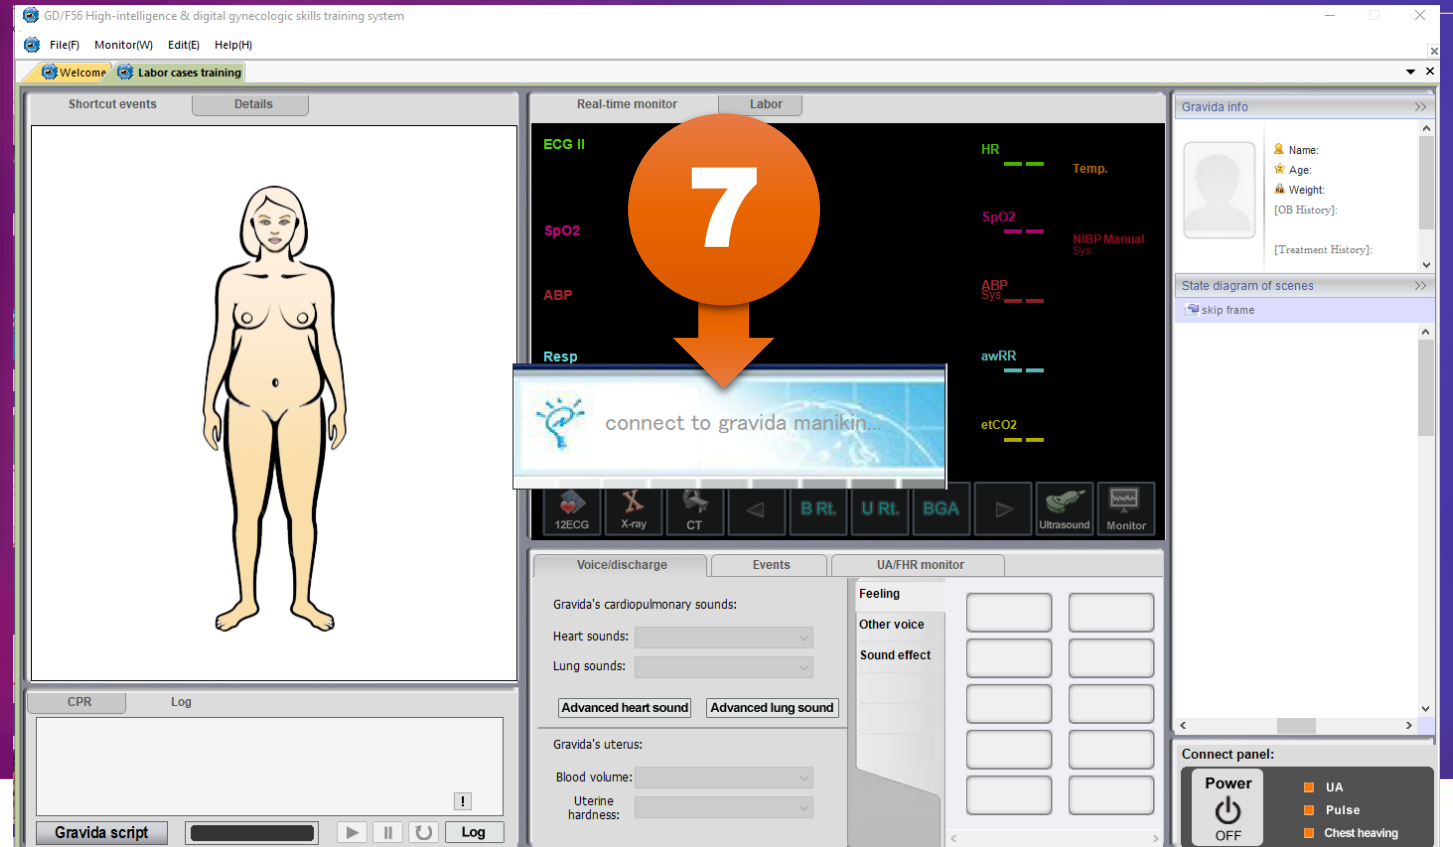 GD/F56 High-intelligence & digital gynecologic skills training system
File(F) Monitor(W) Edit(E) Help(H)
Welcome Labor cases training
Shortcut events Details
Real-time monitor Labor
ECG II
SpO2
ABP
Resp
7
HR
Temp.
SpO2
NIBP Manual
Sys.
ABP
Sys.
awRR
etCO2
connect to gravida manikin...
12ECG X-ray CT B Rt. U Rt. BGA Ultrasound Monitor
Voice/discharge Events UA/FHR monitor
Gravida's cardiopulmonary sounds:
Heart sounds:
Lung sounds:
Advanced heart sound Advanced lung sound
Gravida's uterus:
Blood volume:
Uterine
hardness:
Feeling
Other voice
Sound effect
CPR Log
!
Gravida script Log
Gravida info >>
Name:
Age:
Weight:
[OB History]:
[Treatment History]:
State diagram of scenes >>
skip frame
Connect panel:
Power
OFF
UA
Pulse
Chest heaving